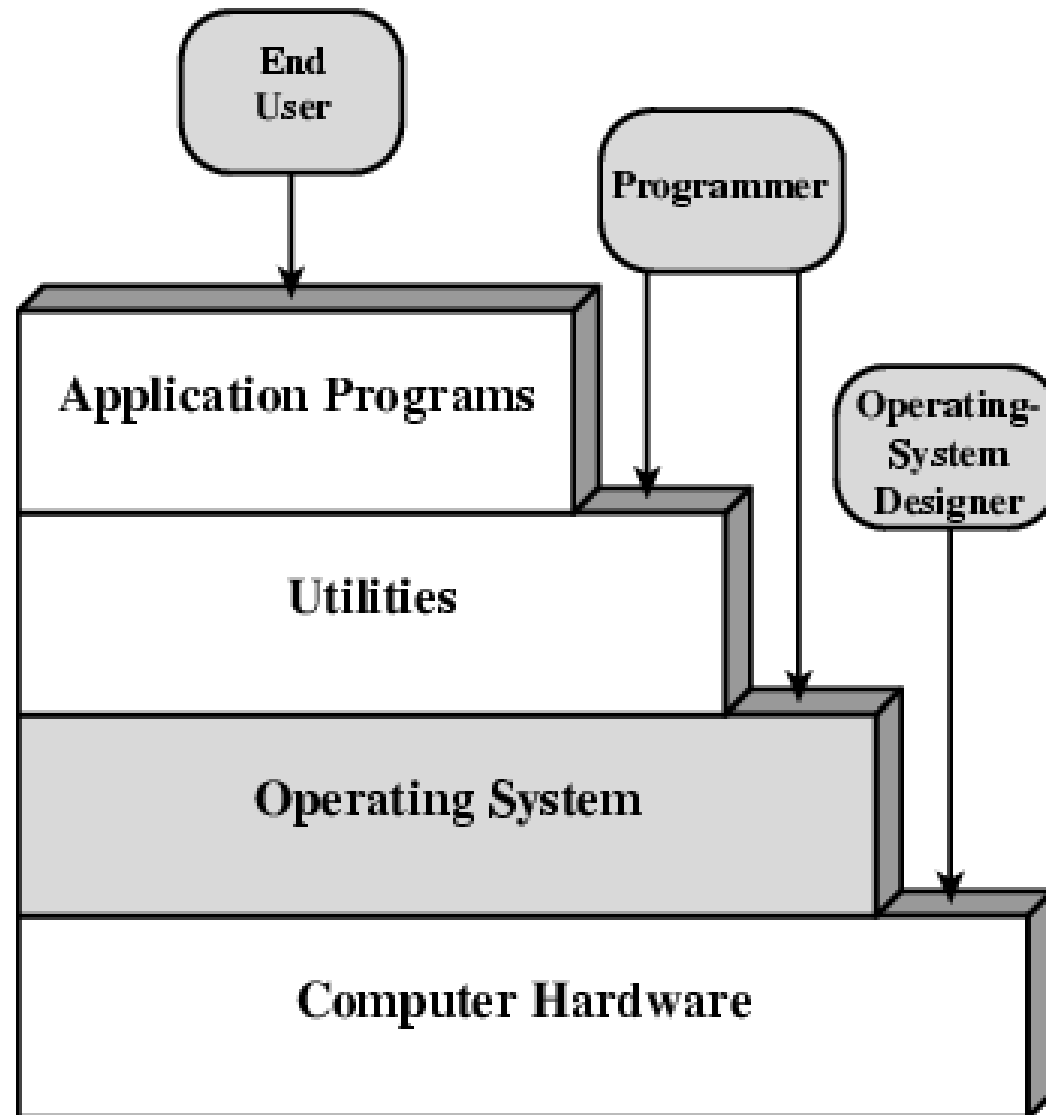 End
User
Programmer
Application Programs
Operating-
System
Designer
Utilities
Operating System
Computer Hardware